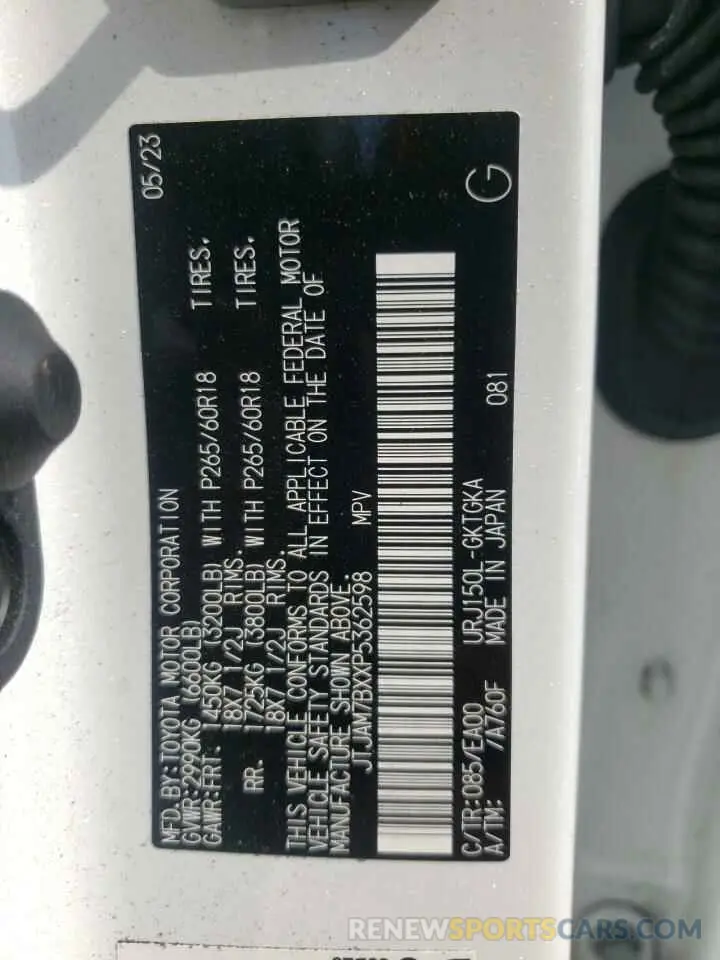 MFD.BY:TOYOTA MOTOR CORPORATION 05/23
GVWR:2990KG (6600LB)
GAWR:FRT. 1450KG (3200LB) WITH P265/60R18 TIRES.
18X7 1/2J RIMS.
RR. 1725KG (3800LB) WITH P265/60R18 TIRES.
18X7 1/2J RIMS.
THIS VEHICLE CONFORMS TO ALL APPLICABLE FEDERAL MOTOR
VEHICLE SAFETY STANDARDS IN EFFECT ON THE DATE OF
MANUFACTURE SHOWN ABOVE.
JTJAM7BXXP5362598 MPV
C/TR:085/EA00 URJ150L-GKTGKA G
A/TM: /A760F MADE IN JAPAN 081
RENEWSPORTSCARS.COM